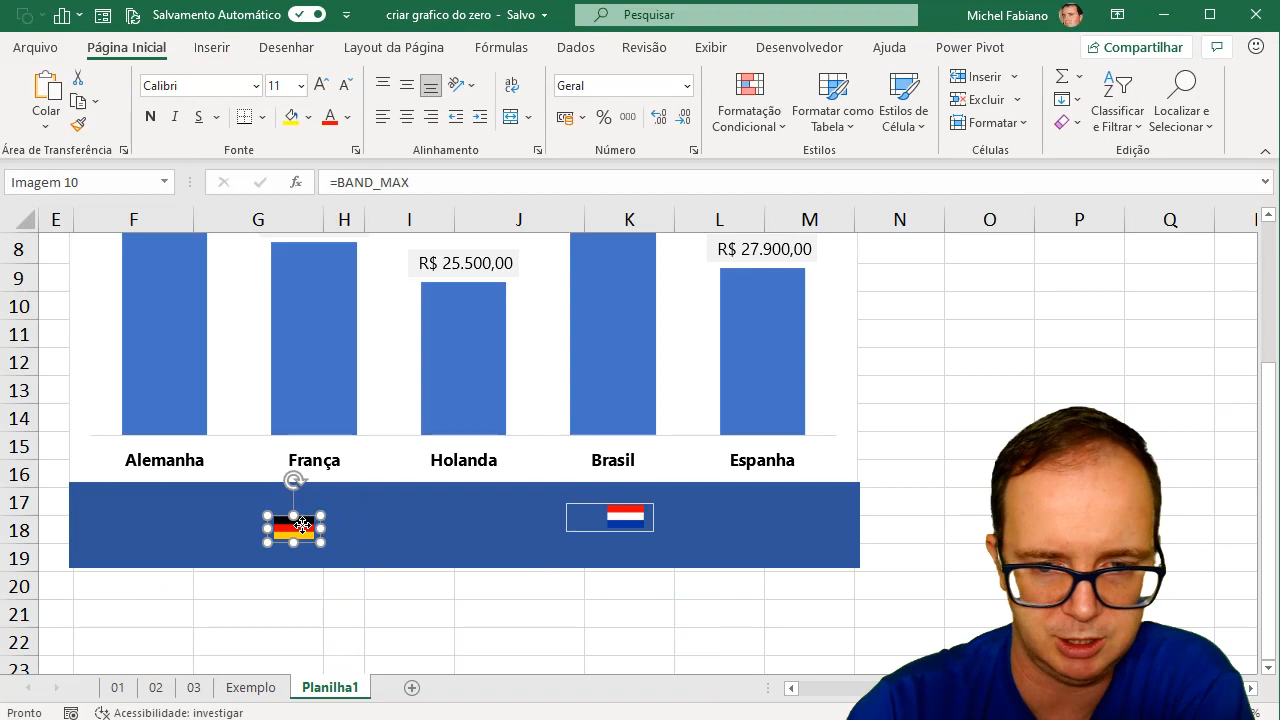 Salvamento Automático
criar grafico do zero - Salvo
Pesquisar
Michel Fabiano
Arquivo
Página Inicial
Inserir
Desenhar
Layout da Página
Fórmulas
Dados
Revisão
Exibir
Desenvolvedor
Ajuda
Power Pivot
Compartilhar
Colar
Calibri
11
N
I
S
A
ab
Geral
%
000
Formatação
Condicional
Formatar como
Tabela
Estilos de
Célula
Inserir
Excluir
Formatar
Classificar
e Filtrar
Localizar e
Selecionar
Área de Transferência
Fonte
Alinhamento
Número
Estilos
Células
Edição
Imagem 10
fx
=BAND_MAX
E F G H I J K L M N O P Q
8
R$ 27.900,00
9
R$ 25.500,00
10
11
12
13
14
15
Alemanha França Holanda Brasil Espanha
16
17
18
19
20
21
22
23
01
02
03
Exemplo
Planilha1
Pronto
Acessibilidade: investigar
%